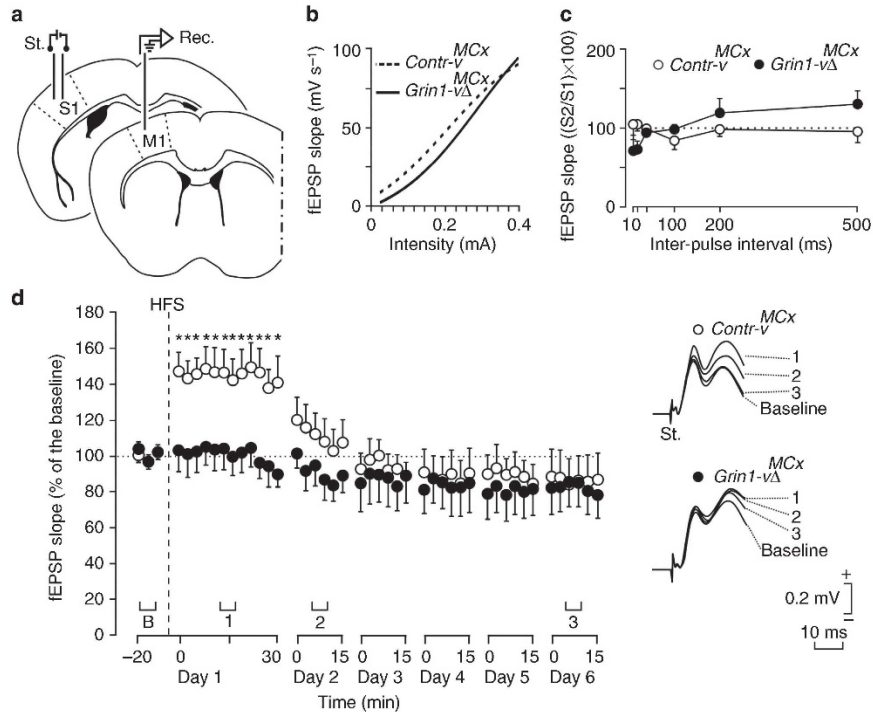 a
St.
Rec.
S1
M1
b
fEPSP slope (mV s⁻¹)
100
50
0
Contr-v MCx
Grin1-vΔ MCx
0
0.2
0.4
Intensity (mA)
c
fEPSP slope ((S2/S1)×100)
200
100
0
Contr-v MCx
Grin1-vΔ MCx
10
100
200
500
Inter-pulse interval (ms)
d
HFS
fEPSP slope (% of the baseline)
180
160
140
120
100
80
60
40
20
0
*************
B
1
2
3
−20
0
30
0
15
0
15
0
15
0
15
0
15
Day 1
Day 2
Day 3
Day 4
Day 5
Day 6
Time (min)
Contr-v MCx
1
2
3
Baseline
St.
Grin1-vΔ MCx
1
2
3
Baseline
+
0.2 mV
−
10 ms